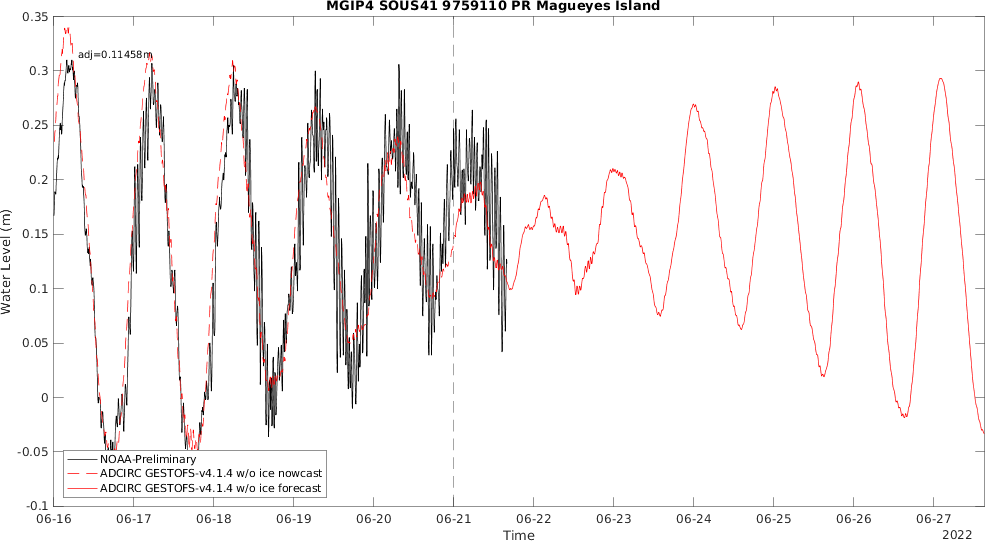 MGIP4 SOUS41 9759110 PR Magueyes Island
adj=0.11458m
Water Level (m)
0.35
0.3
0.25
0.2
0.15
0.1
0.05
0
-0.05
-0.1
NOAA-Preliminary
ADCIRC GESTOFS-v4.1.4 w/o ice nowcast
ADCIRC GESTOFS-v4.1.4 w/o ice forecast
06-16 06-17 06-18 06-19 06-20 06-21 06-22 06-23 06-24 06-25 06-26 06-27
Time
2022